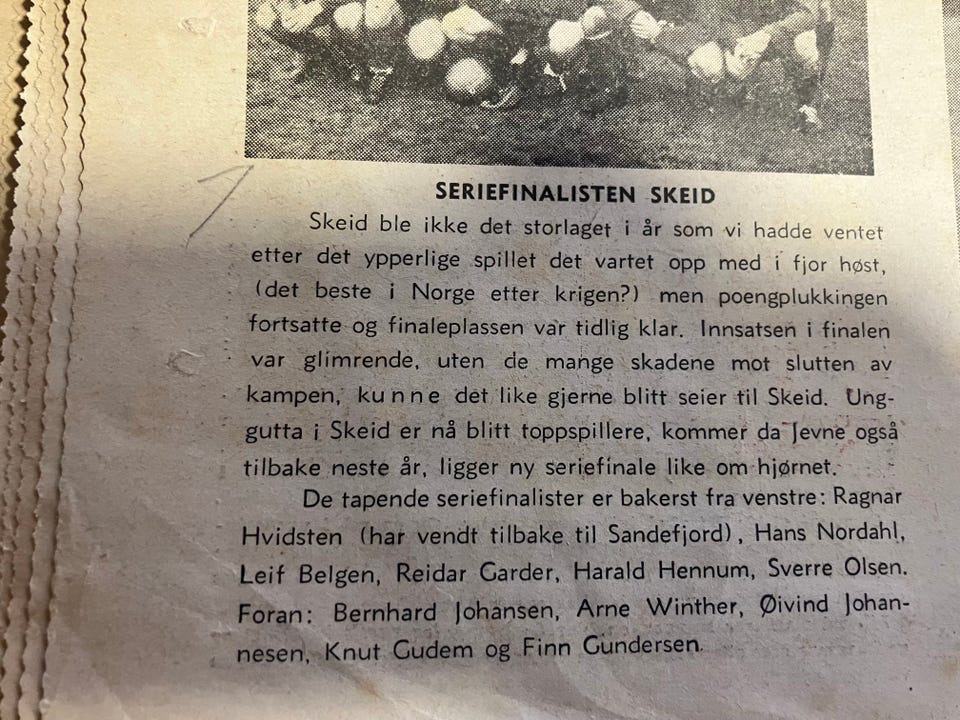 SERIEFINALISTEN SKEID
Skeid ble ikke det storlaget i år som vi hadde ventet
etter det ypperlige spillet det vartet opp med i fjor høst,
(det beste i Norge etter krigen?) men poengplukkingen
fortsatte og finaleplassen var tidlig klar. Innsatsen i finalen
var glimrende, uten de mange skadene mot slutten av
kampen, kunne det like gjerne blitt seier til Skeid. Ung-
gutta i Skeid er nå blitt toppspillere, kommer da Jevne også
tilbake neste år, ligger ny seriefinale like om hjørnet.
De tapende seriefinalister er bakerst fra venstre: Ragnar
Hvidsten (har vendt tilbake til Sandefjord), Hans Nordahl,
Leif Belgen, Reidar Garder, Harald Hennum, Sverre Olsen.
Foran: Bernhard Johansen, Arne Winther, Øivind Johan-
nesen, Knut Gudem og Finn Gundersen.